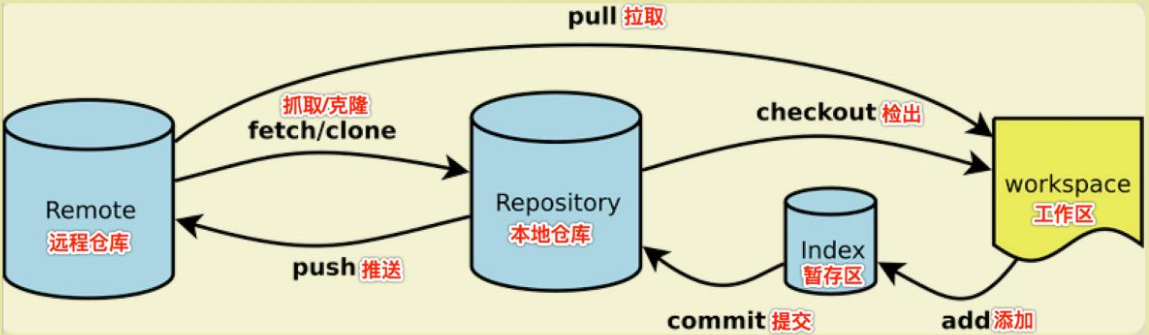 pull 拉取
抓取/克隆
fetch/clone
checkout 检出
Remote
远程仓库
Repository
本地仓库
workspace
工作区
Index
暂存区
push 推送
commit 提交
add 添加